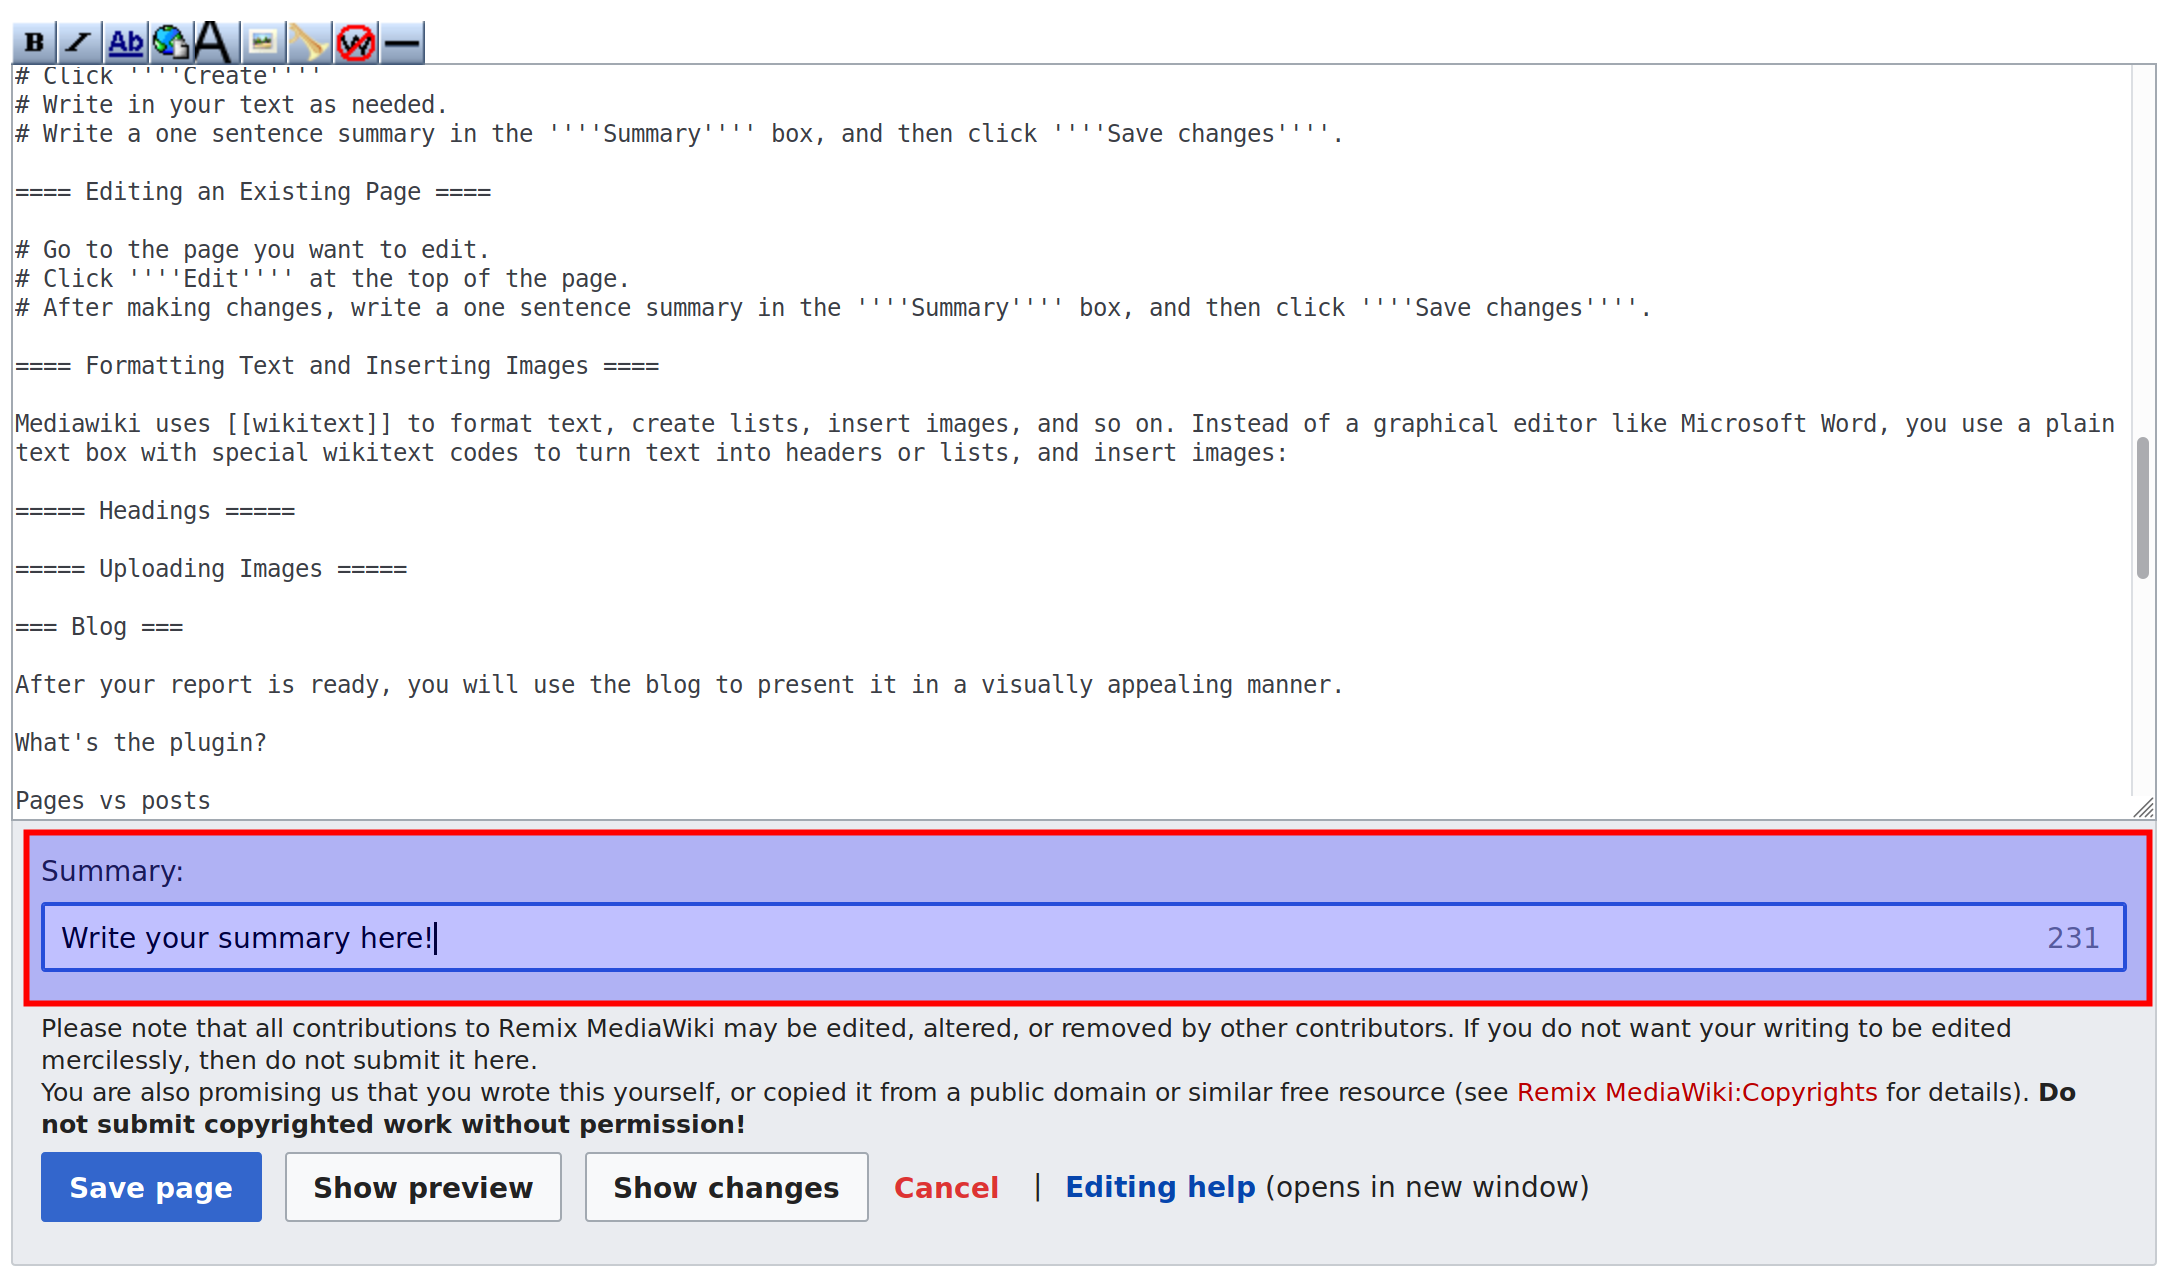 B I Ab A W —
# Click ''''Create''''
# Write in your text as needed.
# Write a one sentence summary in the ''''Summary'''' box, and then click ''''Save changes''''.
==== Editing an Existing Page ====
# Go to the page you want to edit.
# Click ''''Edit'''' at the top of the page.
# After making changes, write a one sentence summary in the ''''Summary'''' box, and then click ''''Save changes''''.
==== Formatting Text and Inserting Images ====
Mediawiki uses [[wikitext]] to format text, create lists, insert images, and so on. Instead of a graphical editor like Microsoft Word, you use a plain
text box with special wikitext codes to turn text into headers or lists, and insert images:
===== Headings =====
===== Uploading Images =====
=== Blog ===
After your report is ready, you will use the blog to present it in a visually appealing manner.
What's the plugin?
Pages vs posts
Summary:
Write your summary here! 231
Please note that all contributions to Remix MediaWiki may be edited, altered, or removed by other contributors. If you do not want your writing to be edited
mercilessly, then do not submit it here.
You are also promising us that you wrote this yourself, or copied it from a public domain or similar free resource (see Remix MediaWiki:Copyrights for details). Do
not submit copyrighted work without permission!
Save page Show preview Show changes Cancel | Editing help (opens in new window)